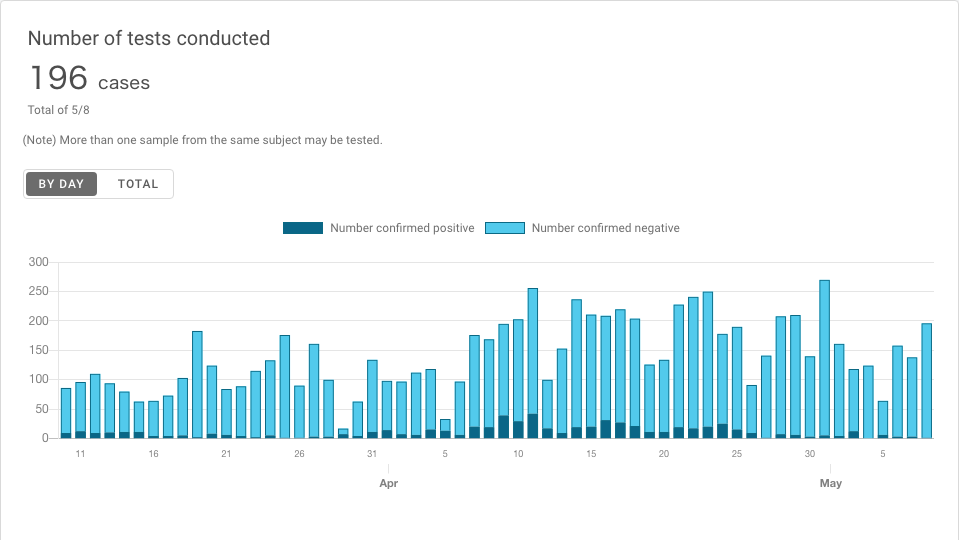 Number of tests conducted
196 cases
Total of 5/8
(Note) More than one sample from the same subject may be tested.
BY DAY TOTAL
Number confirmed positive Number confirmed negative
300
250
200
150
100
50
0
11 16 21 26 31 5 10 15 20 25 30 5
Apr May